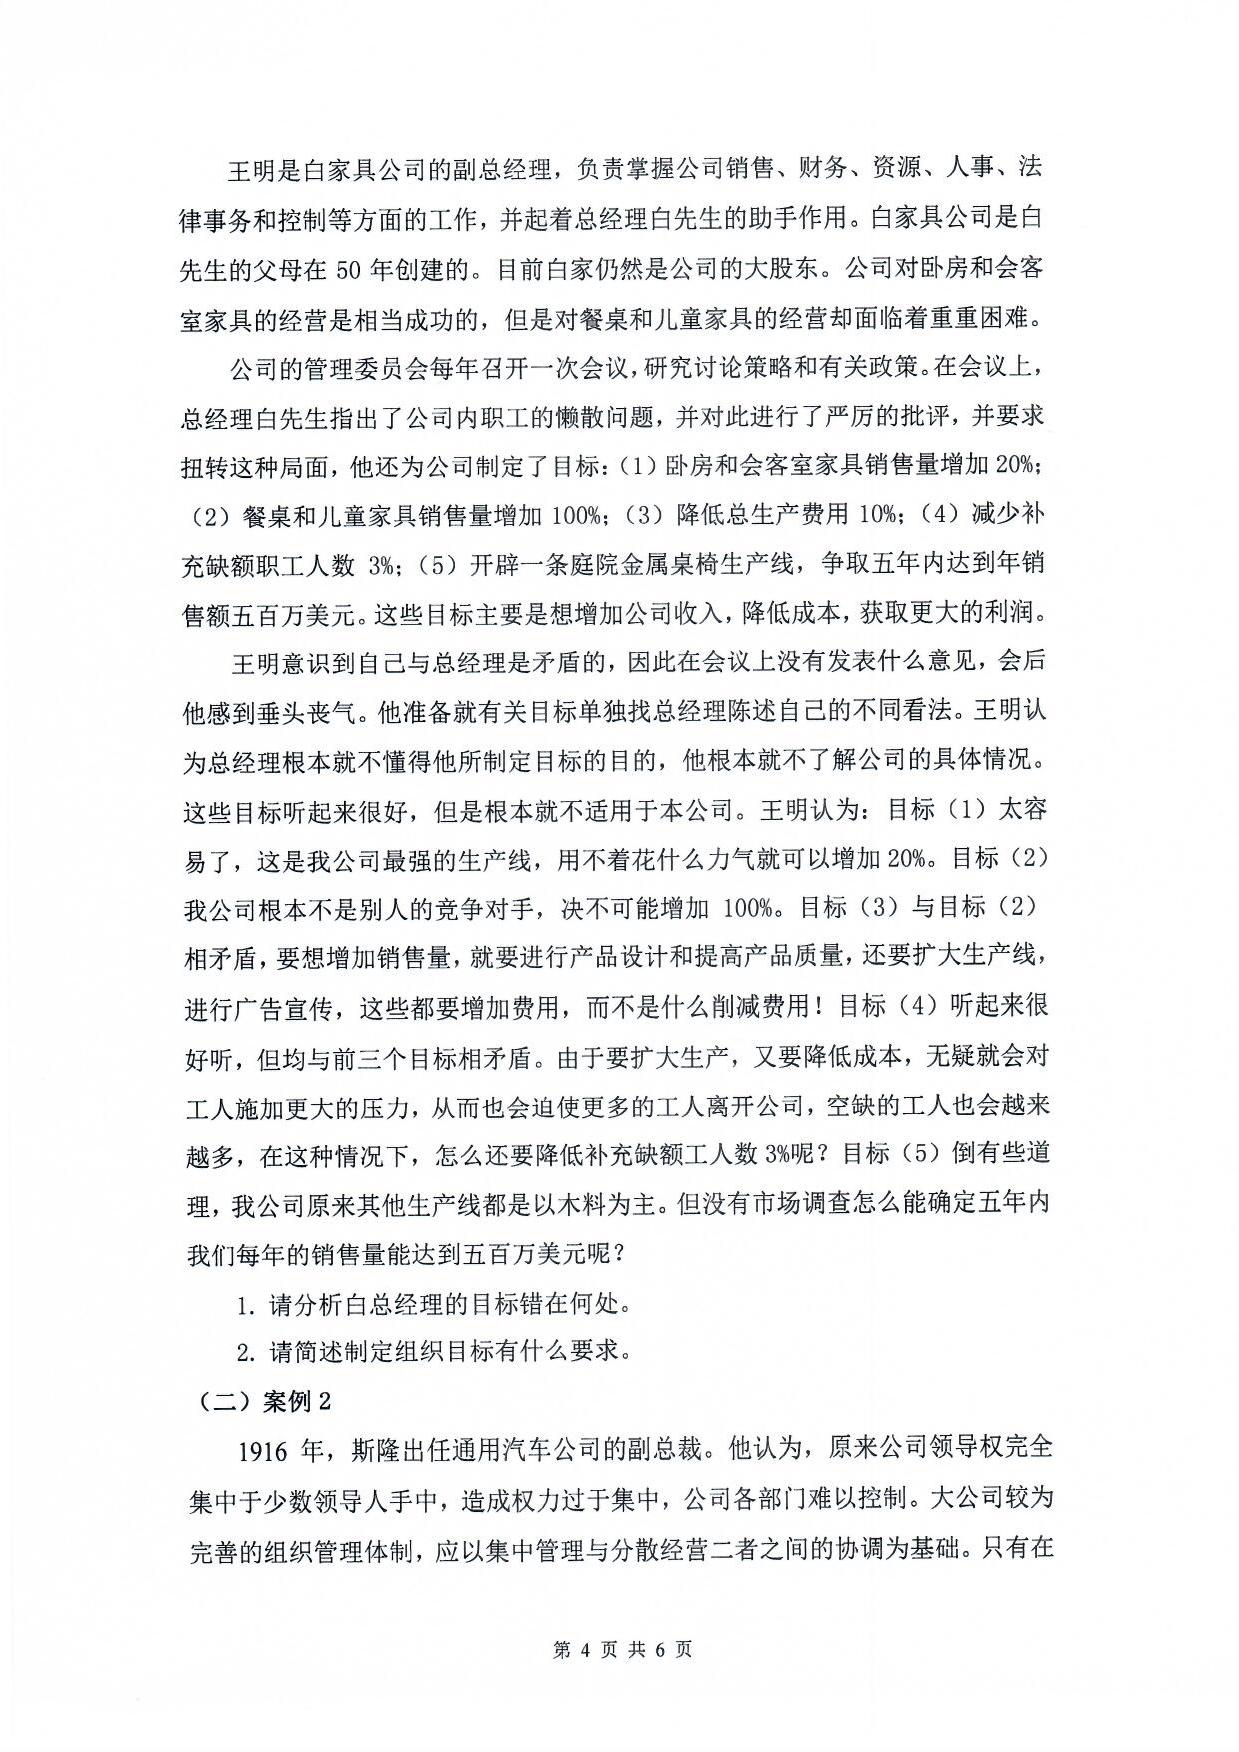 王明是白家具公司的副总经理，负责掌握公司销售、财务、资源、人事、法
律事务和控制等方面的工作，并起着总经理白先生的助手作用。白家具公司是白
先生的父母在 50 年创建的。目前白家仍然是公司的大股东。公司对卧房和会客
室家具的经营是相当成功的，但是对餐桌和儿童家具的经营却面临着重重困难。
公司的管理委员会每年召开一次会议，研究讨论策略和有关政策。在会议上，
总经理白先生指出了公司内职工的懒散问题，并对此进行了严厉的批评，并要求
扭转这种局面，他还为公司制定了目标：（1）卧房和会客室家具销售量增加 20%；
（2）餐桌和儿童家具销售量增加 100%；（3）降低总生产费用 10%；（4）减少补
充缺额职工人数 3%；（5）开辟一条庭院金属桌椅生产线，争取五年内达到年销
售额五百万美元。这些目标主要是想增加公司收入，降低成本，获取更大的利润。
王明意识到自己与总经理是矛盾的，因此在会议上没有发表什么意见，会后
他感到垂头丧气。他准备就有关目标单独找总经理陈述自己的不同看法。王明认
为总经理根本就不懂得他所制定目标的目的，他根本就不了解公司的具体情况。
这些目标听起来很好，但是根本就不适用于本公司。王明认为：目标（1）太容
易了，这是我公司最强的生产线，用不着花什么力气就可以增加 20%。目标（2）
我公司根本不是别人的竞争对手，决不可能增加 100%。目标（3）与目标（2）
相矛盾，要想增加销售量，就要进行产品设计和提高产品质量，还要扩大生产线，
进行广告宣传，这些都要增加费用，而不是什么削减费用！目标（4）听起来很
好听，但均与前三个目标相矛盾。由于要扩大生产，又要降低成本，无疑就会对
工人施加更大的压力，从而也会迫使更多的工人离开公司，空缺的工人也会越来
越多，在这种情况下，怎么还要降低补充缺额工人数 3%呢？目标（5）倒有些道
理，我公司原来其他生产线都是以木料为主。但没有市场调查怎么能确定五年内
我们每年的销售量能达到五百万美元呢？
1. 请分析白总经理的目标错在何处。
2. 请简述制定组织目标有什么要求。
（二）案例 2
1916 年，斯隆出任通用汽车公司的副总裁。他认为，原来公司领导权完全
集中于少数领导人手中，造成权力过于集中，公司各部门难以控制。大公司较为
完善的组织管理体制，应以集中管理与分散经营二者之间的协调为基础。只有在
第 4 页 共 6 页